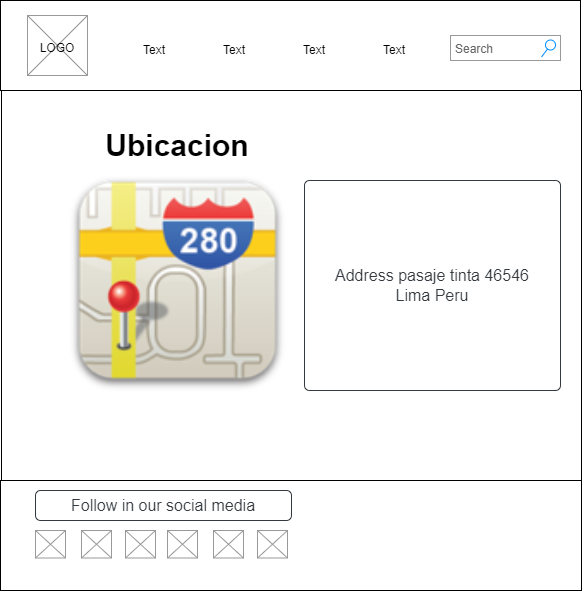 LOGO
Text
Text
Text
Text
Search
Ubicacion
280
Address pasaje tinta 46546
Lima Peru
Follow in our social media